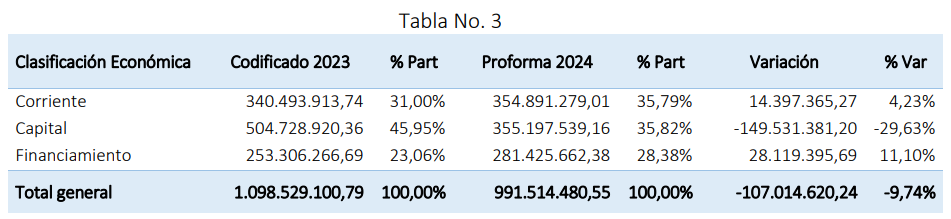 Tabla No. 3
Clasificación Económica Codificado 2023 % Part Proforma 2024 % Part Variación % Var
Corriente 340.493.913,74 31,00% 354.891.279,01 35,79% 14.397.365,27 4,23%
Capital 504.728.920,36 45,95% 355.197.539,16 35,82% -149.531.381,20 -29,63%
Financiamiento 253.306.266,69 23,06% 281.425.662,38 28,38% 28.119.395,69 11,10%
Total general 1.098.529.100,79 100,00% 991.514.480,55 100,00% -107.014.620,24 -9,74%